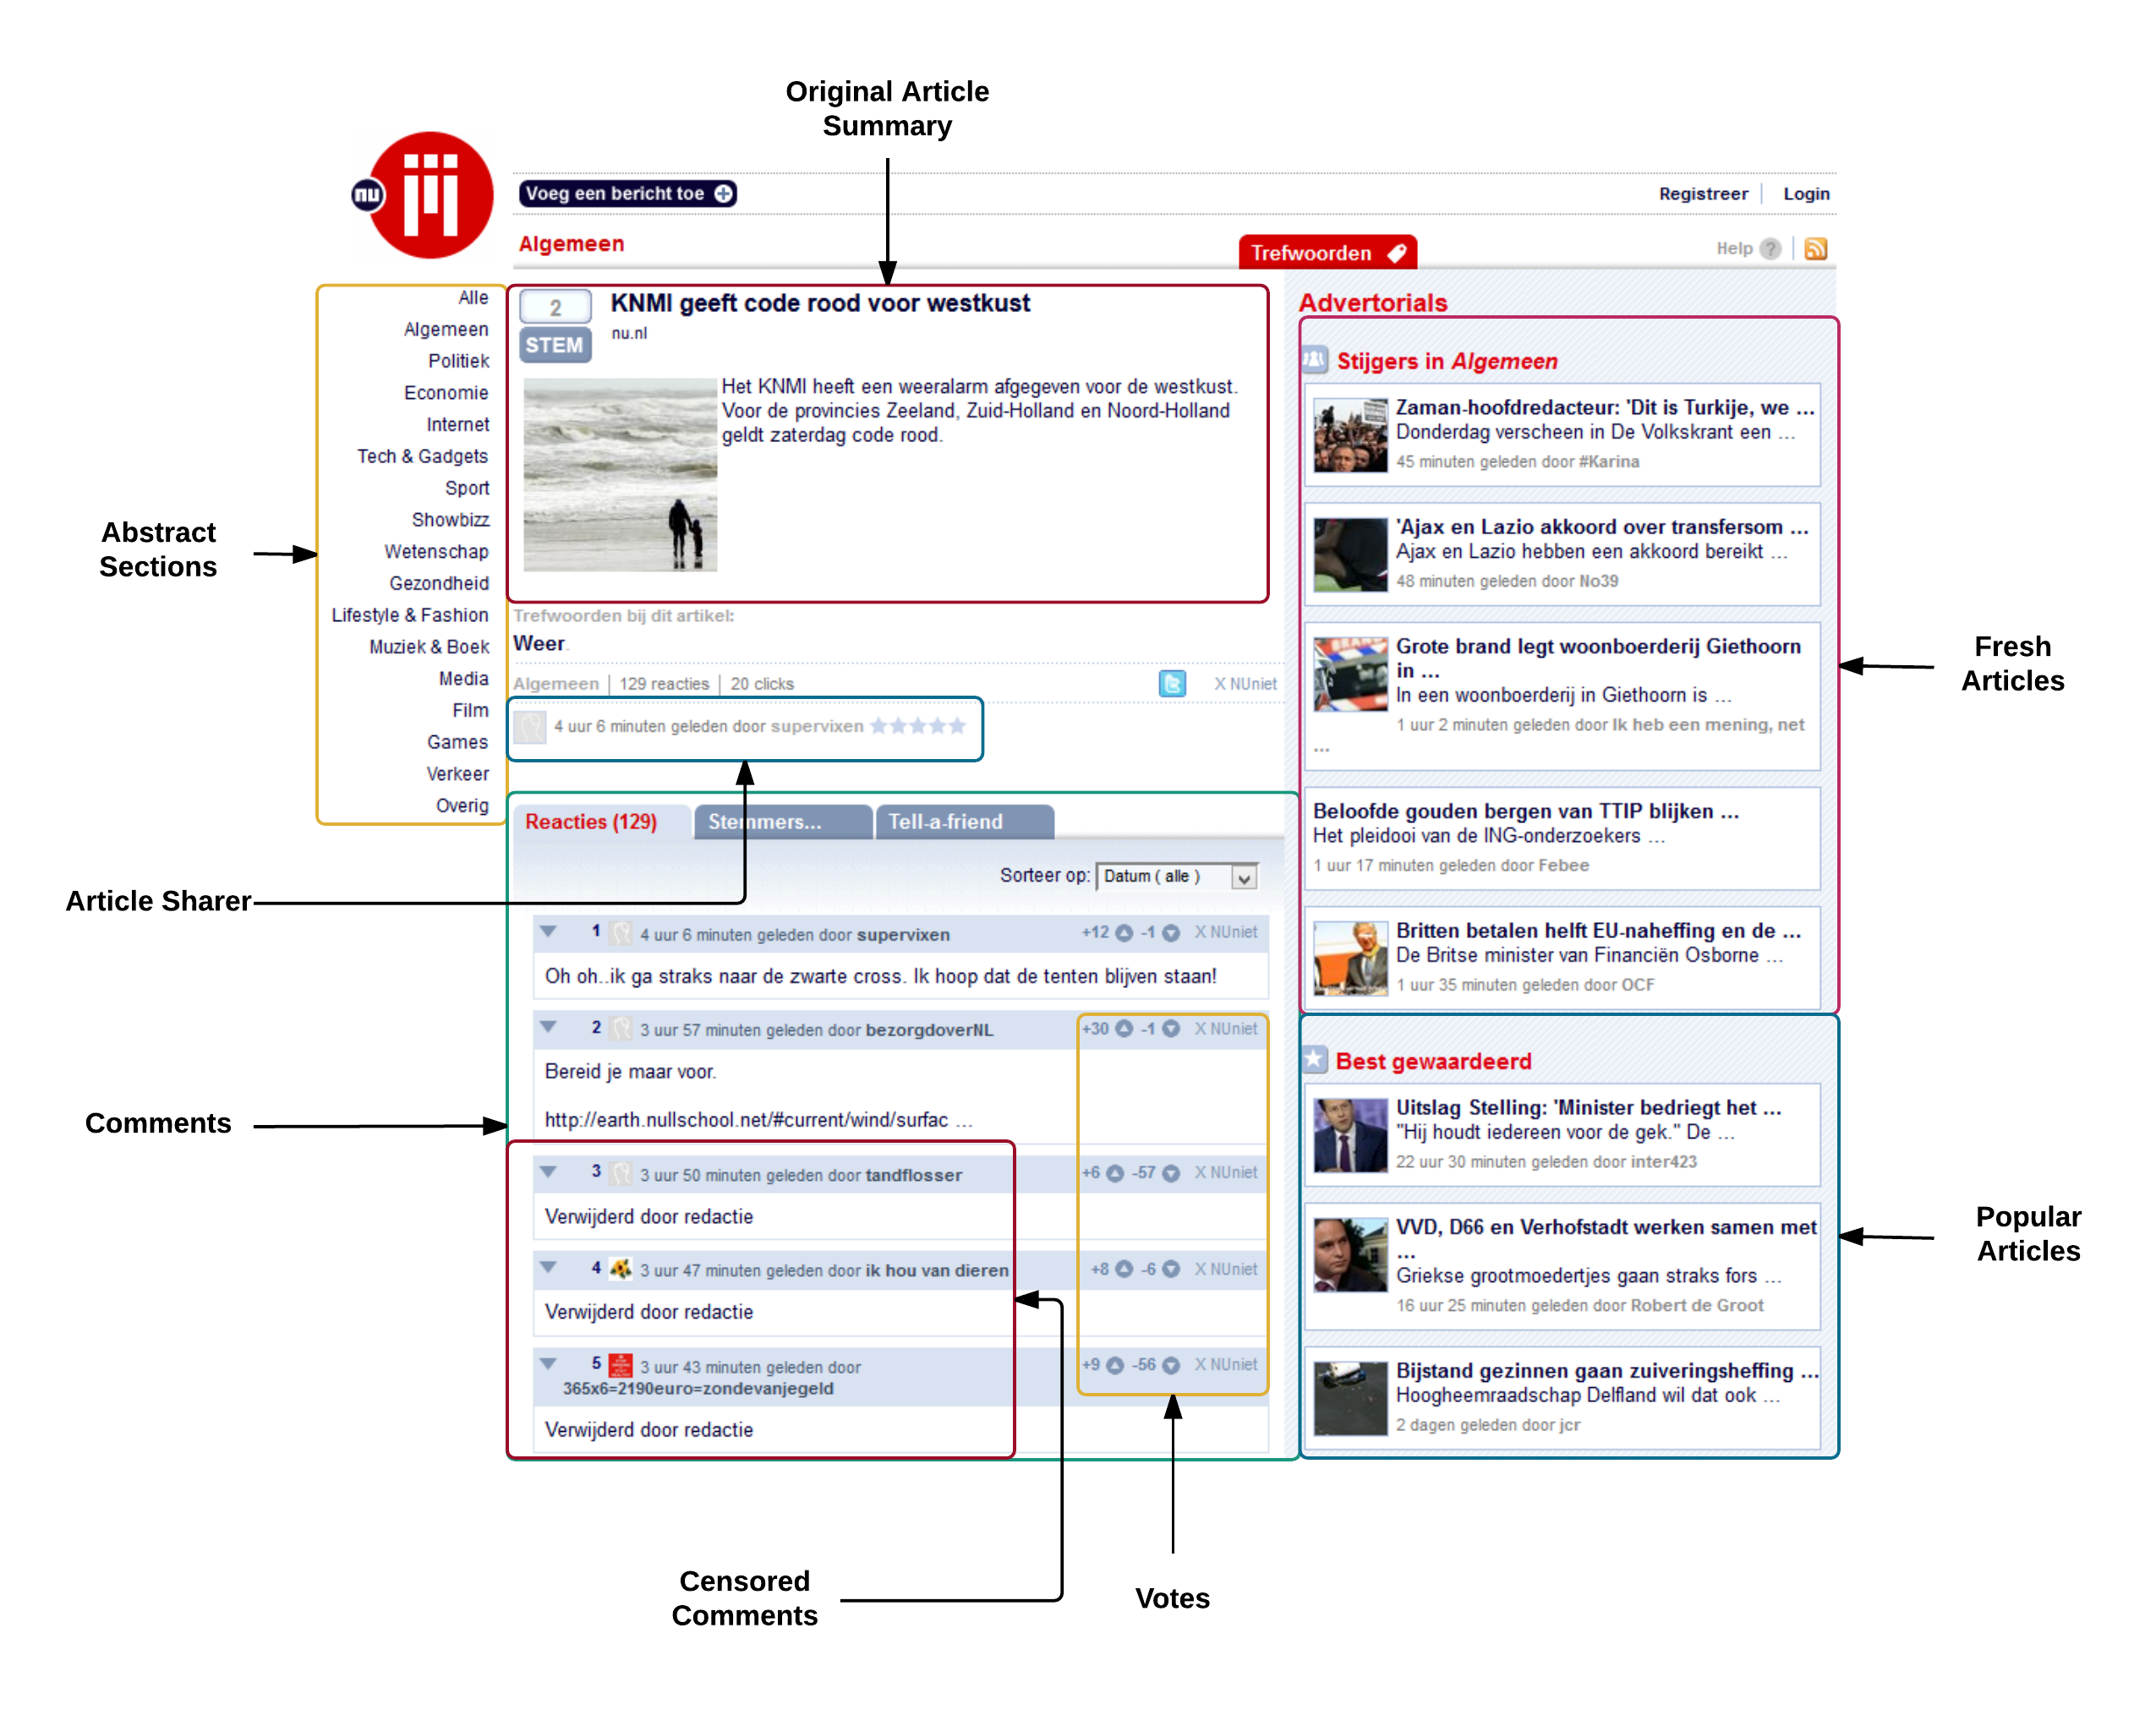 Original Article
Summary
nu
iij
Voeg een bericht toe
Registreer
Login
Algemeen
Trefwoorden
Help ?
Abstract
Sections
Alle
Algemeen
Politiek
Economie
Internet
Tech & Gadgets
Sport
Showbizz
Wetenschap
Gezondheid
Lifestyle & Fashion
Muziek & Boek
Media
Film
Games
Verkeer
Overig
2
STEM
KNMI geeft code rood voor westkust
nu.nl
Het KNMI heeft een weeralarm afgegeven voor de westkust.
Voor de provincies Zeeland, Zuid-Holland en Noord-Holland
geldt zaterdag code rood.
Trefwoorden bij dit artikel:
Weer.
Algemeen | 129 reacties | 20 clicks
X NUniet
4 uur 6 minuten geleden door supervixen
Article Sharer
Reacties (129)
Stemmers...
Tell-a-friend
Sorteer op: Datum ( alle )
Comments
1 4 uur 6 minuten geleden door supervixen +12 -1 X NUniet
Oh oh..ik ga straks naar de zwarte cross. Ik hoop dat de tenten blijven staan!
2 3 uur 57 minuten geleden door bezorgdoverNL +30 -1 X NUniet
Bereid je maar voor.
http://earth.nullschool.net/#current/wind/surfac ...
3 3 uur 50 minuten geleden door tandflosser +6 -57 X NUniet
Verwijderd door redactie
4 3 uur 47 minuten geleden door ik hou van dieren +8 -6 X NUniet
Verwijderd door redactie
5 3 uur 43 minuten geleden door +9 -56 X NUniet
365x6=2190euro=zondevanjegeld
Verwijderd door redactie
Censored
Comments
Votes
Advertorials
Stijgers in Algemeen
Zaman-hoofdredacteur: 'Dit is Turkije, we ...
Donderdag verscheen in De Volkskrant een ...
45 minuten geleden door #Karina
'Ajax en Lazio akkoord over transfersom ...
Ajax en Lazio hebben een akkoord bereikt ...
48 minuten geleden door No39
Grote brand legt woonboerderij Giethoorn
in ...
In een woonboerderij in Giethoorn is ...
1 uur 2 minuten geleden door Ik heb een mening, net
...
Beloofde gouden bergen van TTIP blijken ...
Het pleidooi van de ING-onderzoekers ...
1 uur 17 minuten geleden door Febee
Britten betalen helft EU-naheffing en de ...
De Britse minister van Financiën Osborne ...
1 uur 35 minuten geleden door OCF
Fresh
Articles
Best gewaardeerd
Uitslag Stelling: 'Minister bedriegt het ...
"Hij houdt iedereen voor de gek." De ...
22 uur 30 minuten geleden door inter423
VVD, D66 en Verhofstadt werken samen met
...
Griekse grootmoedertjes gaan straks fors ...
16 uur 25 minuten geleden door Robert de Groot
Bijstand gezinnen gaan zuiveringsheffing ...
Hoogheemraadschap Delfland wil dat ook ...
2 dagen geleden door jcr
Popular
Articles